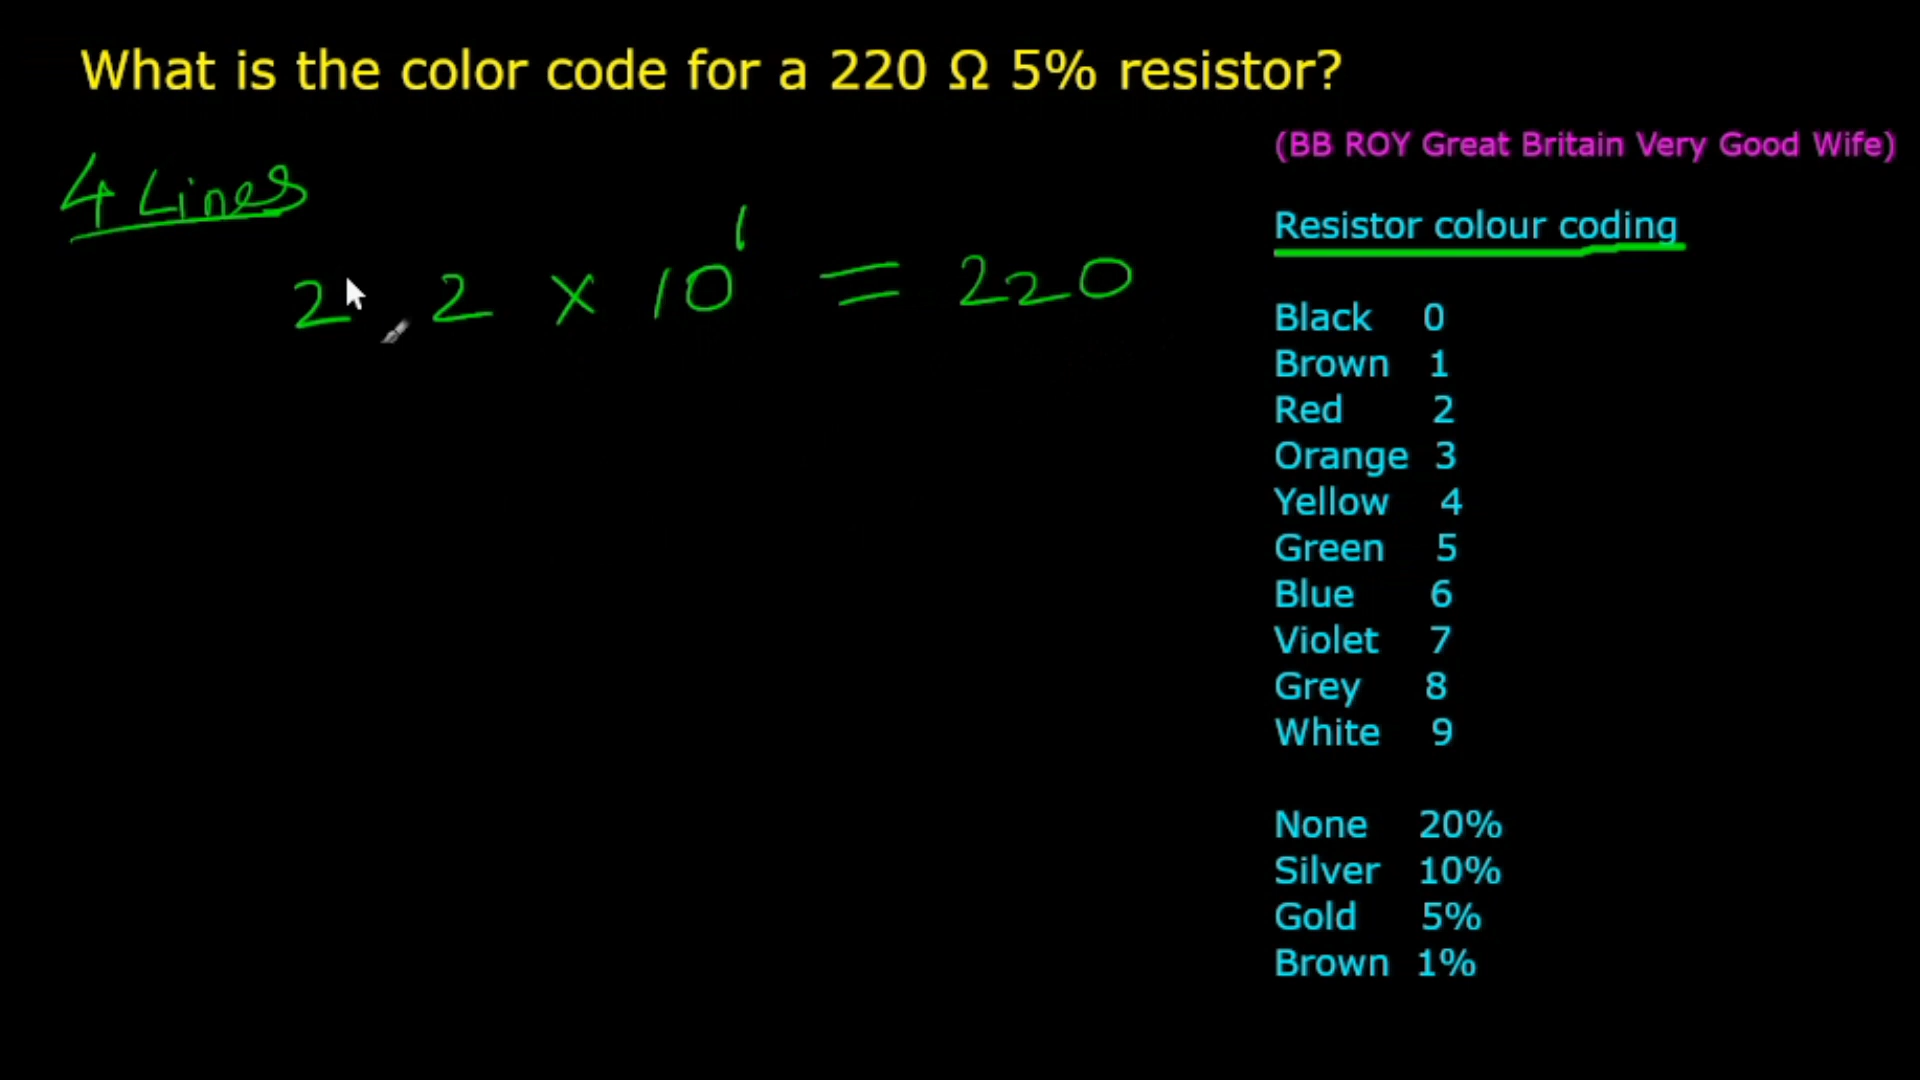 What is the color code for a 220 Ω 5% resistor?
(BB ROY Great Britain Very Good Wife)
4 Lines
Resistor colour coding
2 2 × 10¹ = 220
Black 0
Brown 1
Red 2
Orange 3
Yellow 4
Green 5
Blue 6
Violet 7
Grey 8
White 9
None 20%
Silver 10%
Gold 5%
Brown 1%